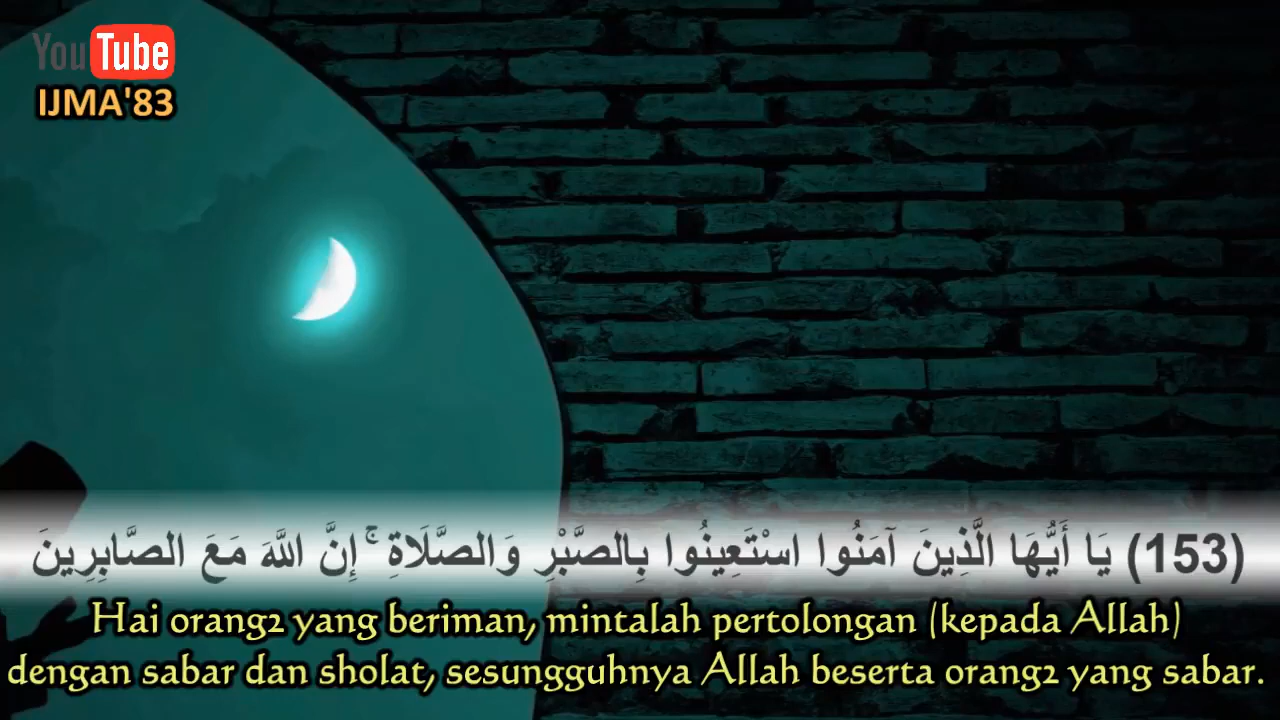 YouTube
IJMA'83
(153) يَا أَيُّهَا الَّذِينَ آمَنُوا اسْتَعِينُوا بِالصَّبْرِ وَالصَّلَاةِ ۚ إِنَّ اللَّهَ مَعَ الصَّابِرِينَ
Hai orang2 yang beriman, mintalah pertolongan (kepada Allah)
dengan sabar dan sholat, sesungguhnya Allah beserta orang2 yang sabar.